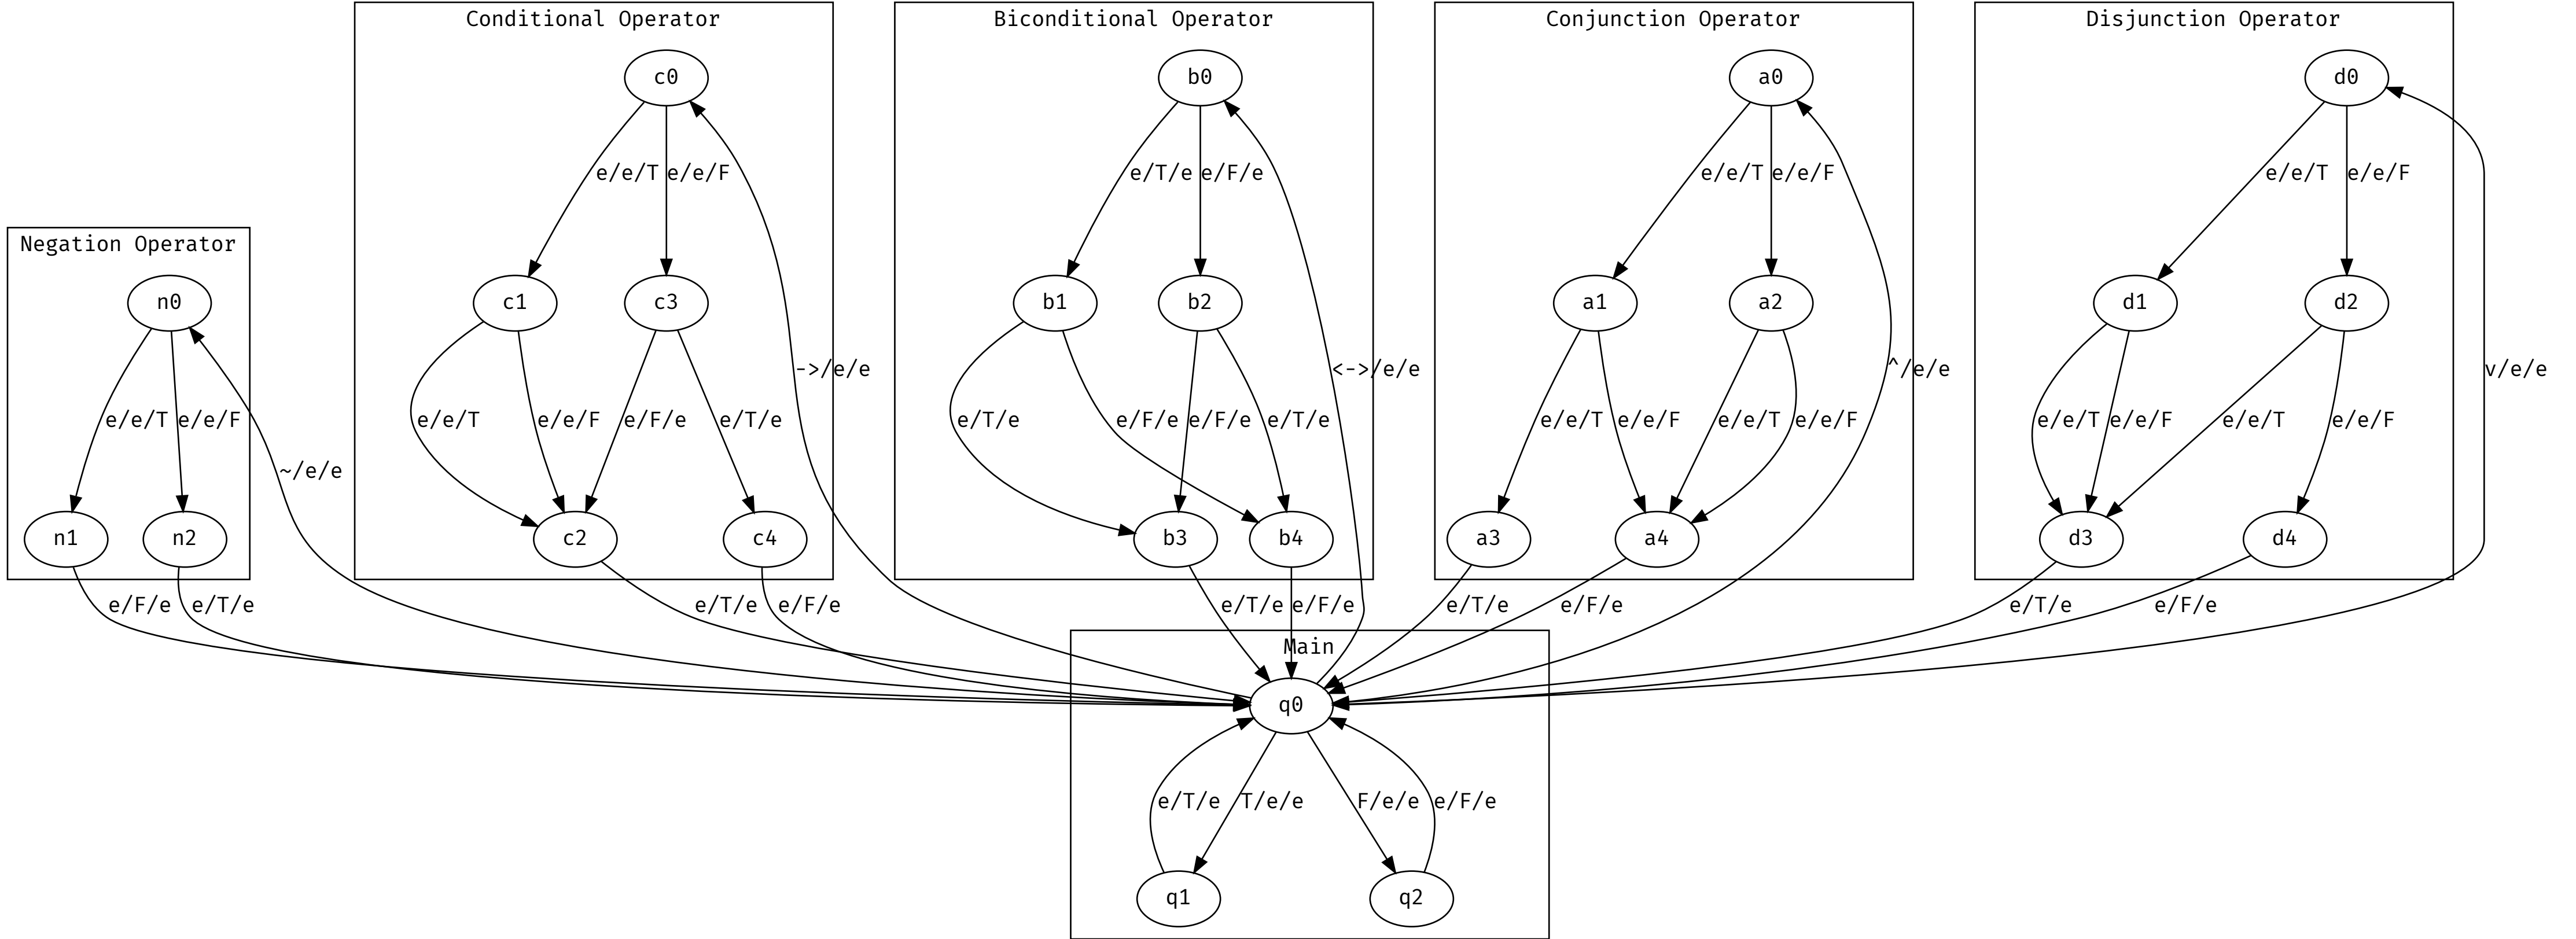 Conditional Operator
Biconditional Operator
Conjunction Operator
Disjunction Operator
c0
b0
a0
d0
e/e/T
e/e/F
e/T/e
e/F/e
e/e/T
e/e/F
e/e/T
e/e/F
Negation Operator
n0
c1
c3
b1
b2
a1
a2
d1
d2
->/e/e
<->/e/e
^/e/e
v/e/e
e/e/T
e/e/F
e/e/T
e/e/F
e/F/e
e/T/e
e/T/e
e/F/e
e/F/e
e/T/e
e/e/T
e/e/F
e/e/T
e/e/F
e/e/T
e/e/F
e/e/T
e/e/F
~/e/e
n1
n2
c2
c4
b3
b4
a3
a4
d3
d4
e/F/e
e/T/e
e/T/e
e/F/e
e/T/e
e/F/e
e/T/e
e/F/e
e/T/e
e/F/e
Main
q0
e/T/e
T/e/e
F/e/e
e/F/e
q1
q2